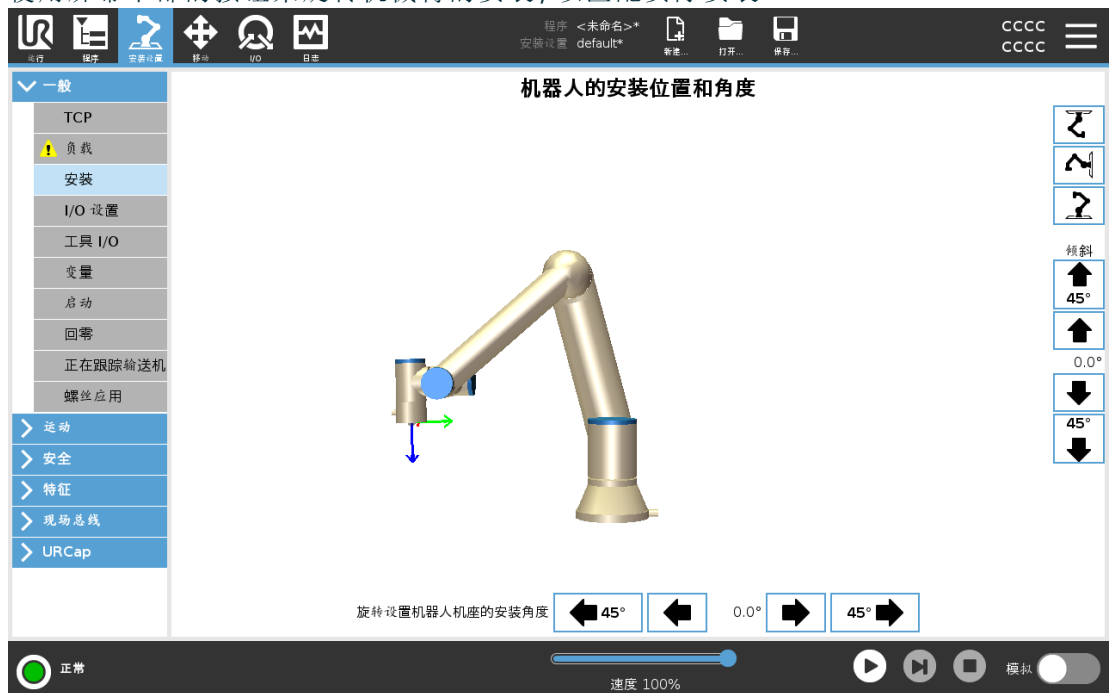 程序 <未命名>*
安装设置 default*
新建...
打开...
保存...
CCCC
CCCC
运行
程序
安装设置
移动
I/O
日志
一般
TCP
负载
安装
I/O 设置
工具 I/O
变量
启动
回零
正在跟踪输送机
螺丝应用
运动
安全
特征
现场总线
URCap
机器人的安装位置和角度
倾斜
45°
0.0°
45°
旋转设置机器人机座的安装角度
45°
0.0°
45°
正常
速度 100%
模拟